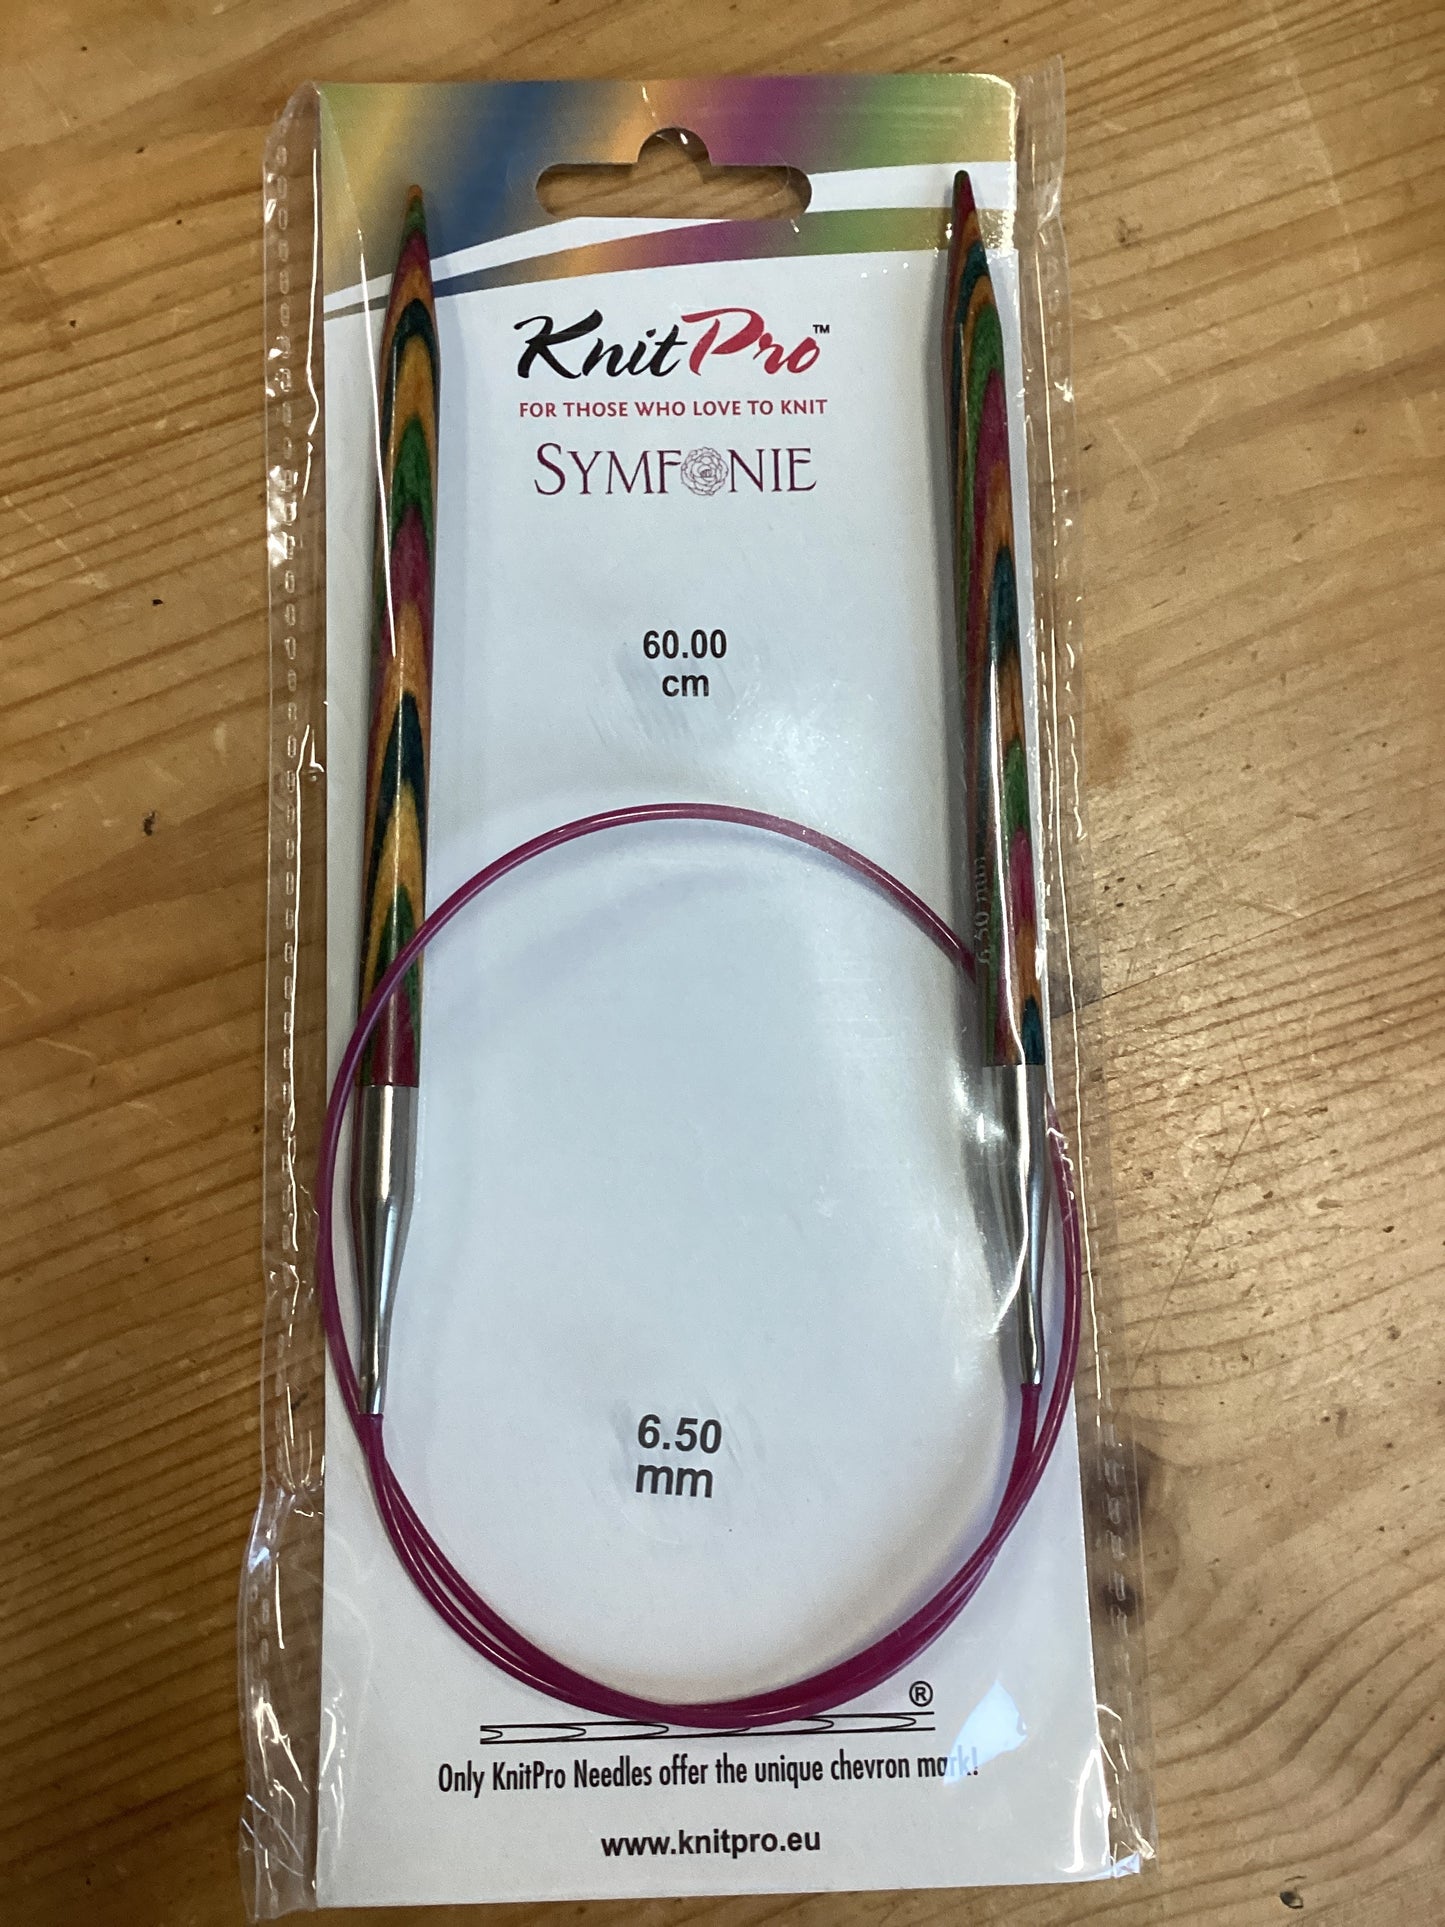 KnitPro™
FOR THOSE WHO LOVE TO KNIT
SYMFONIE
60.00
cm
6.50 mm
6.50
mm
®
Only KnitPro Needles offer the unique chevron mark!
www.knitpro.eu